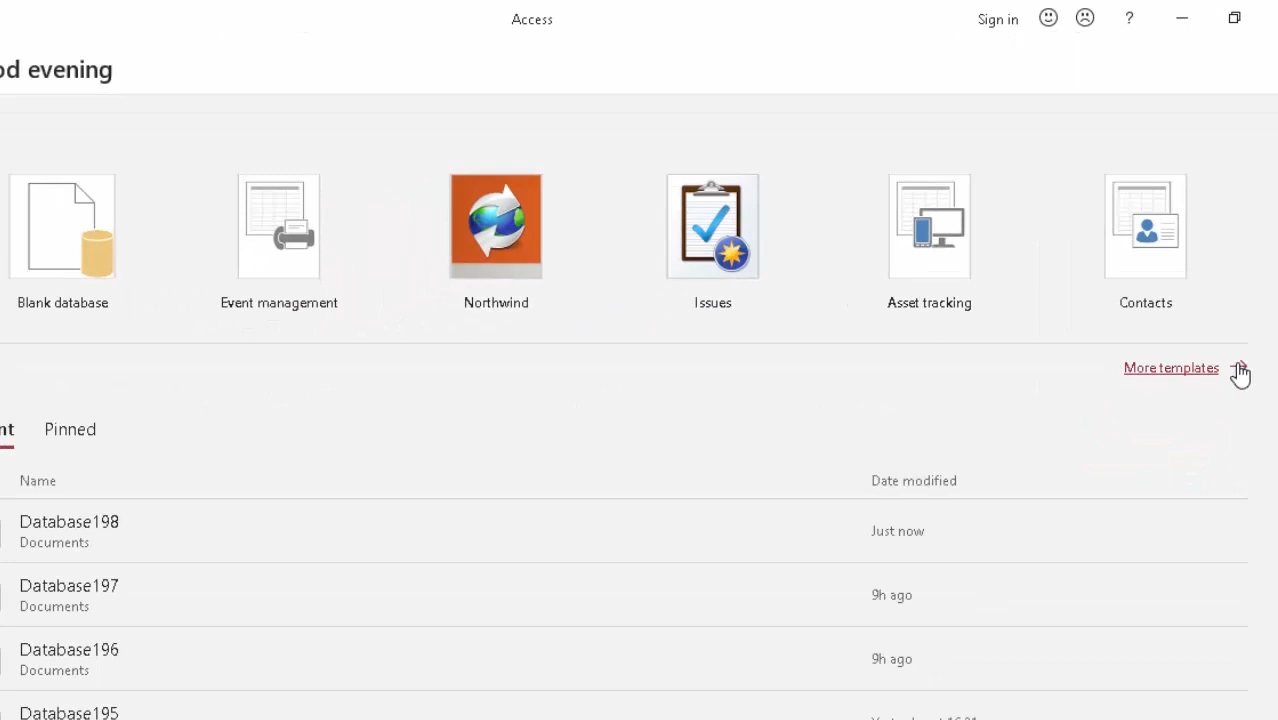 Access
Sign in
?
od evening
Blank database
Event management
Northwind
Issues
Asset tracking
Contacts
More templates
nt
Pinned
Name
Date modified
Database198
Documents
Just now
Database197
Documents
9h ago
Database196
Documents
9h ago
Database195